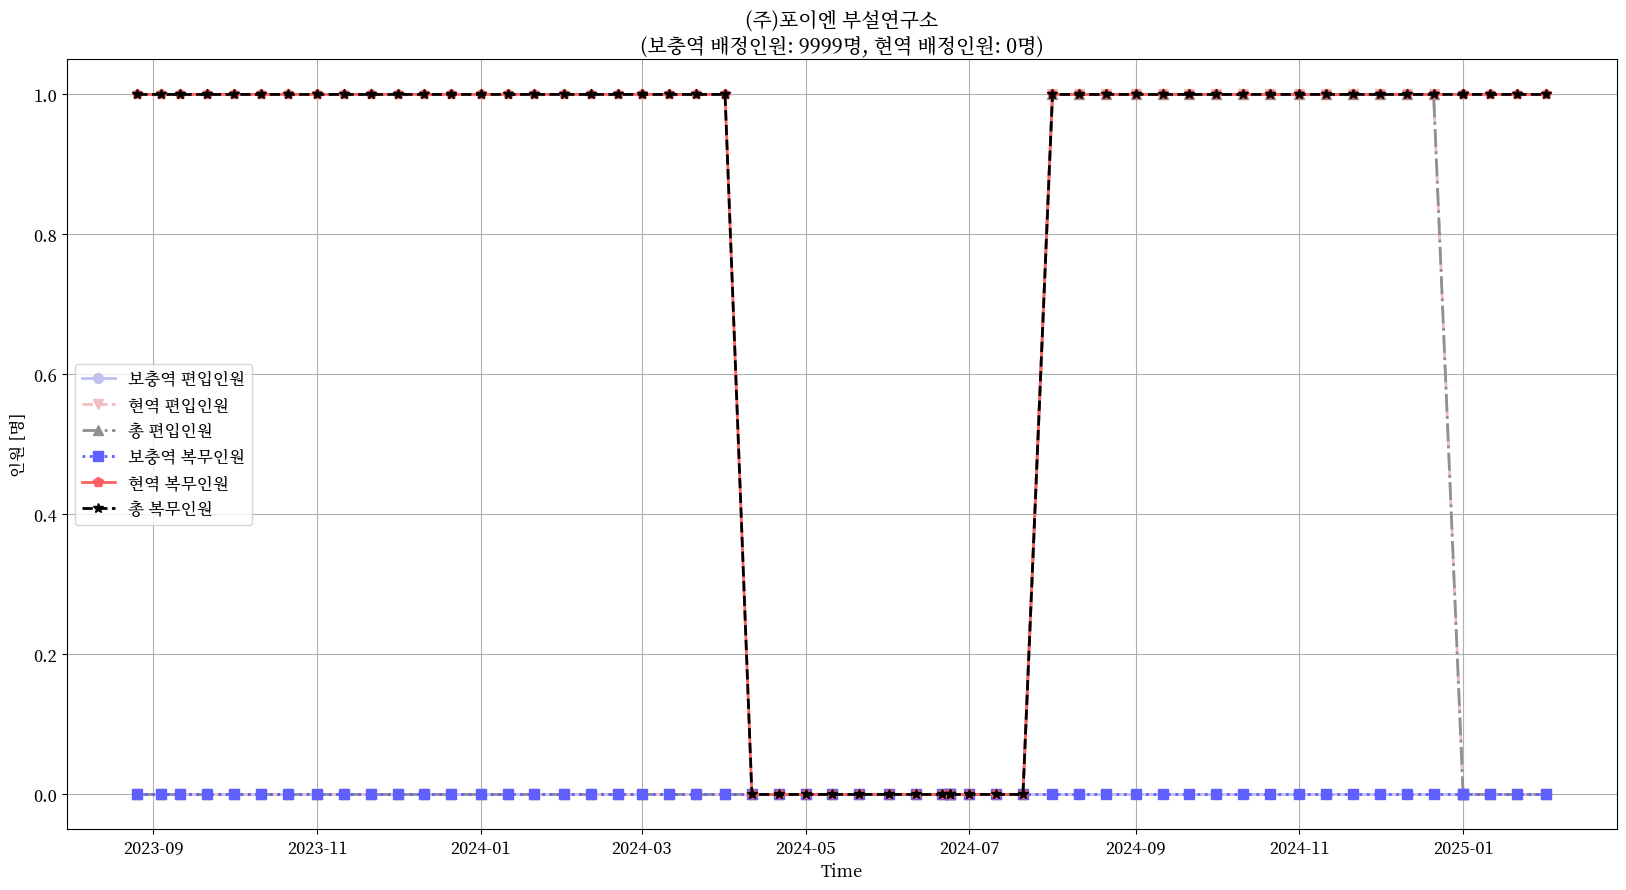 (주)포이엔 부설연구소
(보충역 배정인원: 9999명, 현역 배정인원: 0명)
인원 [명]
1.0
0.8
0.6
0.4
0.2
0.0
보충역 편입인원
현역 편입인원
총 편입인원
보충역 복무인원
현역 복무인원
총 복무인원
2023-09
2023-11
2024-01
2024-03
2024-05
2024-07
2024-09
2024-11
2025-01
Time